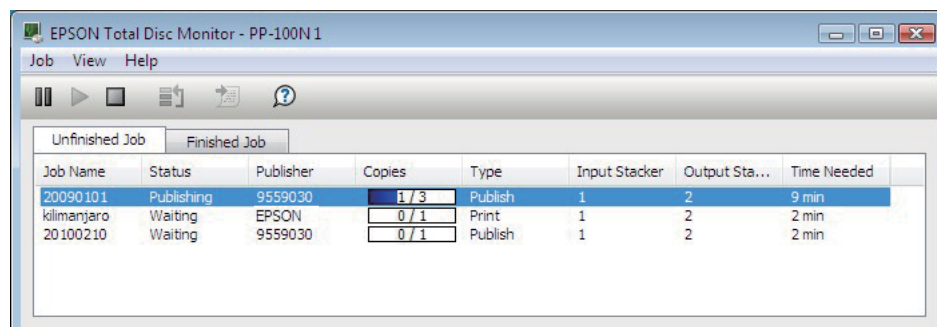 EPSON Total Disc Monitor - PP-100N 1
Job View Help
Unfinished Job Finished Job
Job Name Status Publisher Copies Type Input Stacker Output Sta... Time Needed
20090101 Publishing 9559030 1 / 3 Publish 1 2 9 min
kilimanjaro Waiting EPSON 0 / 1 Print 1 2 2 min
20100210 Waiting 9559030 0 / 1 Publish 1 2 2 min